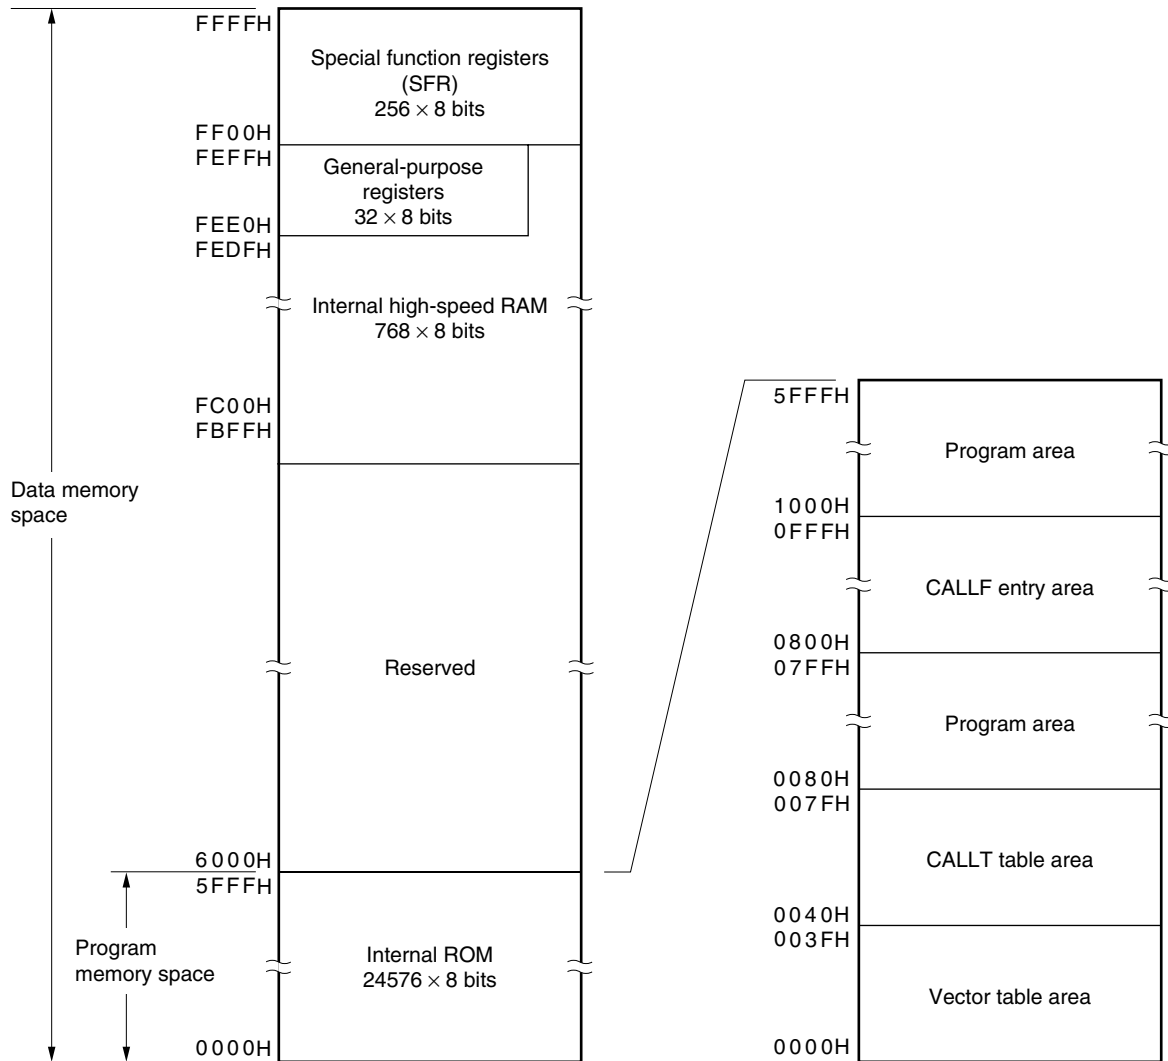 FFFFH
Special function registers
(SFR)
256 × 8 bits
FF00H
FEFFH
General-purpose
registers
32 × 8 bits
FEE0H
FEDFH
Internal high-speed RAM
768 × 8 bits
FC00H
FBFFH
Data memory
space
Reserved
6000H
5FFFH
Program
memory space
Internal ROM
24576 × 8 bits
0000H
5FFFH
Program area
1000H
0FFFH
CALLF entry area
0800H
07FFH
Program area
0080H
007FH
CALLT table area
0040H
003FH
Vector table area
0000H